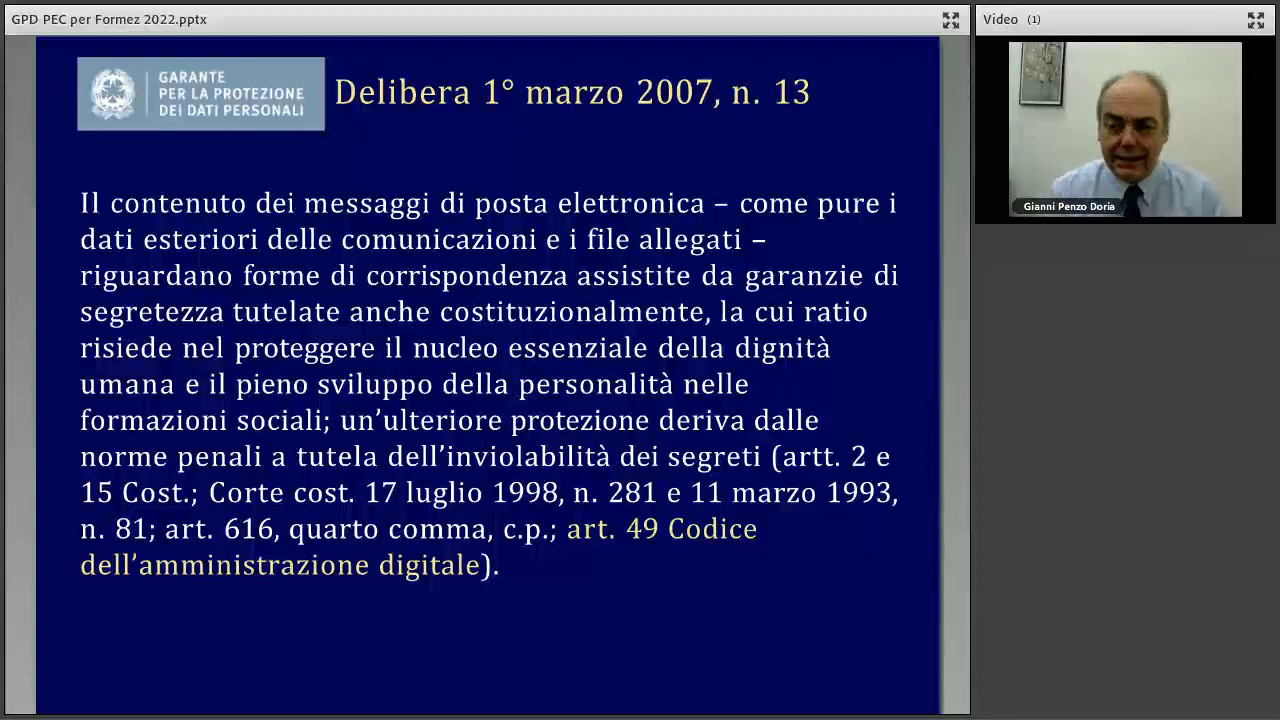 GPD PEC per Formez 2022.pptx
Video (1)
GARANTE
PER LA PROTEZIONE
DEI DATI PERSONALI
Delibera 1° marzo 2007, n. 13
Il contenuto dei messaggi di posta elettronica – come pure i
dati esteriori delle comunicazioni e i file allegati –
riguardano forme di corrispondenza assistite da garanzie di
segretezza tutelate anche costituzionalmente, la cui ratio
risiede nel proteggere il nucleo essenziale della dignità
umana e il pieno sviluppo della personalità nelle
formazioni sociali; un’ulteriore protezione deriva dalle
norme penali a tutela dell’inviolabilità dei segreti (artt. 2 e
15 Cost.; Corte cost. 17 luglio 1998, n. 281 e 11 marzo 1993,
n. 81; art. 616, quarto comma, c.p.; art. 49 Codice
dell’amministrazione digitale).
Gianni Penzo Doria